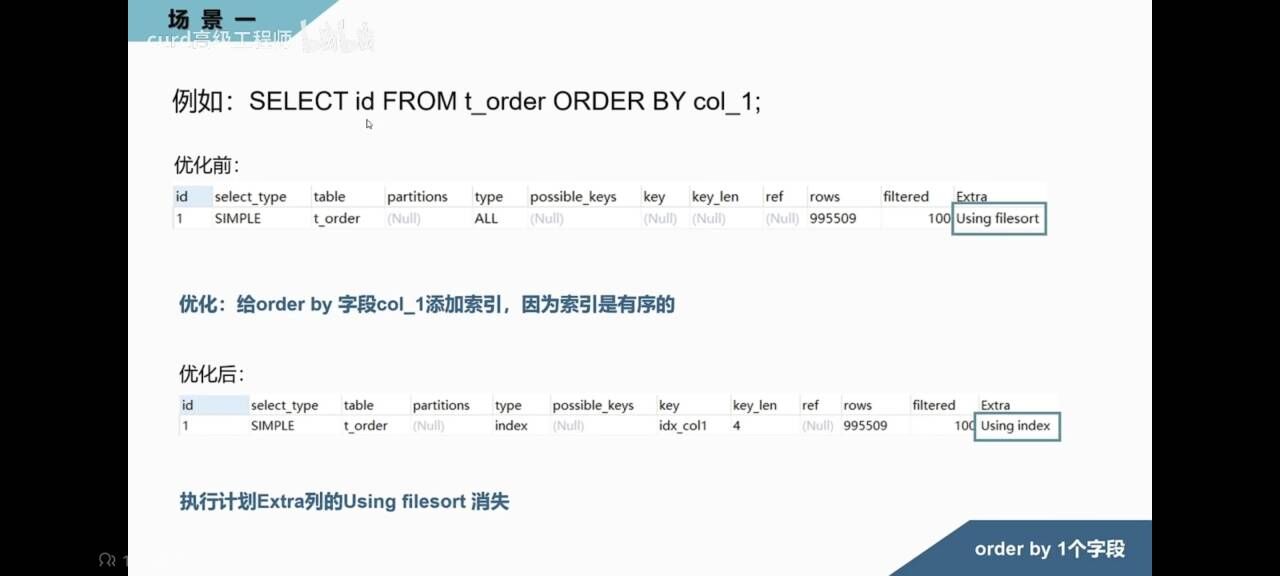 场 景 一
curd高级工程师 bilibili
例如：SELECT id FROM t_order ORDER BY col_1;
优化前：
id select_type table partitions type possible_keys key key_len ref rows filtered Extra
1 SIMPLE t_order (Null) ALL (Null) (Null) (Null) (Null) 995509 100 Using filesort
优化：给order by 字段col_1添加索引，因为索引是有序的
优化后：
id select_type table partitions type possible_keys key key_len ref rows filtered Extra
1 SIMPLE t_order (Null) index (Null) idx_col1 4 (Null) 995509 100 Using index
执行计划Extra列的Using filesort 消失
order by 1个字段